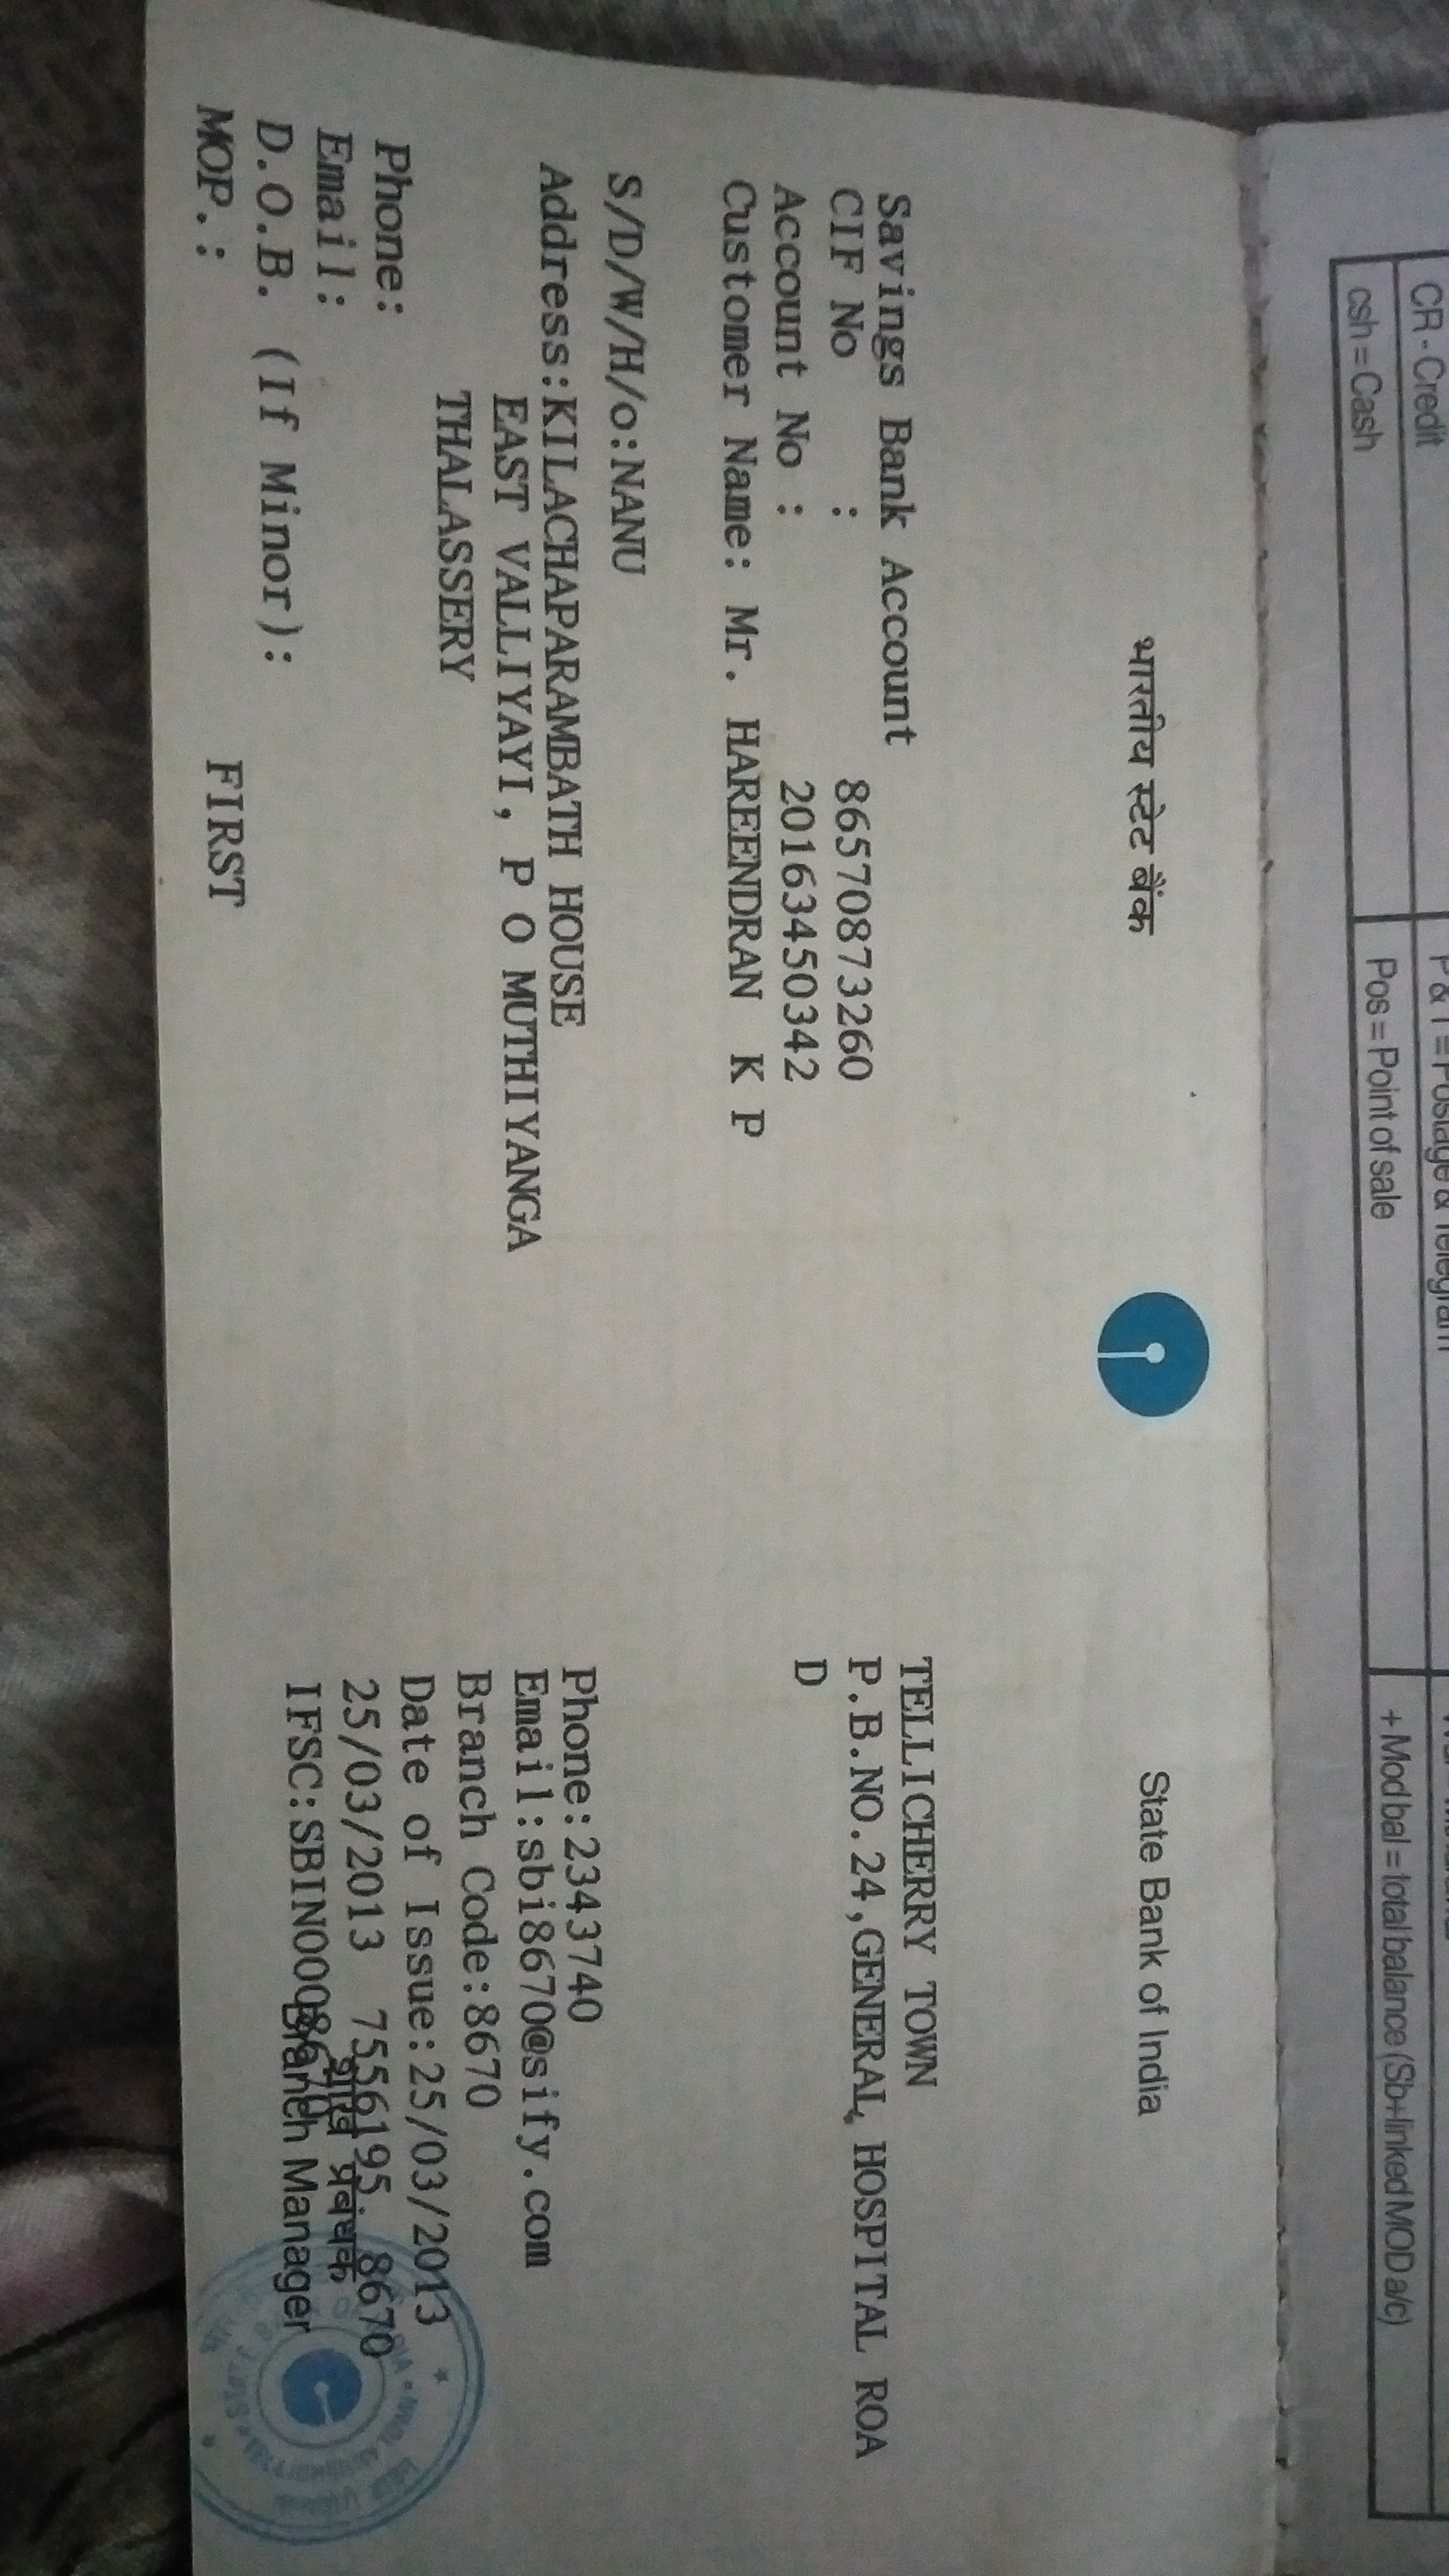 CR - Credit
csh = Cash
Pos = Point of sale
+ Mod bal = total balance (Sb+linked MOD a/c)
भारतीय स्टेट बैंक
State Bank of India
Savings Bank Account
CIF No : 86570873260
Account No : 20163450342
Customer Name: Mr. HAREENDRAN K P
S/D/W/H/o:NANU
Address:KILACHAPARAMBATH HOUSE
EAST VALLIYAYI, P O MUTHIYANGA
THALASSERY
Phone:
Email:
D.O.B. (If Minor):
MOP.: FIRST
TELLICHERRY TOWN
P.B.NO.24,GENERAL HOSPITAL ROA
D
Phone:2343740
Email:sbi8670@sify.com
Branch Code:8670
Date of Issue:25/03/2013
25/03/2013 7556195 8670
शाखा प्रबंधक
IFSC:SBIN0008670
Branch Manager